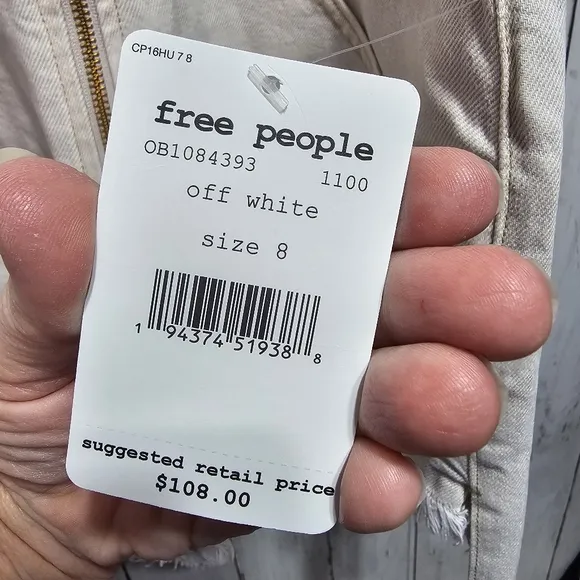 CP16HU 7 8
free people
OB1084393 1100
off white
size 8
1 94374 51938 8
suggested retail price
$108.00